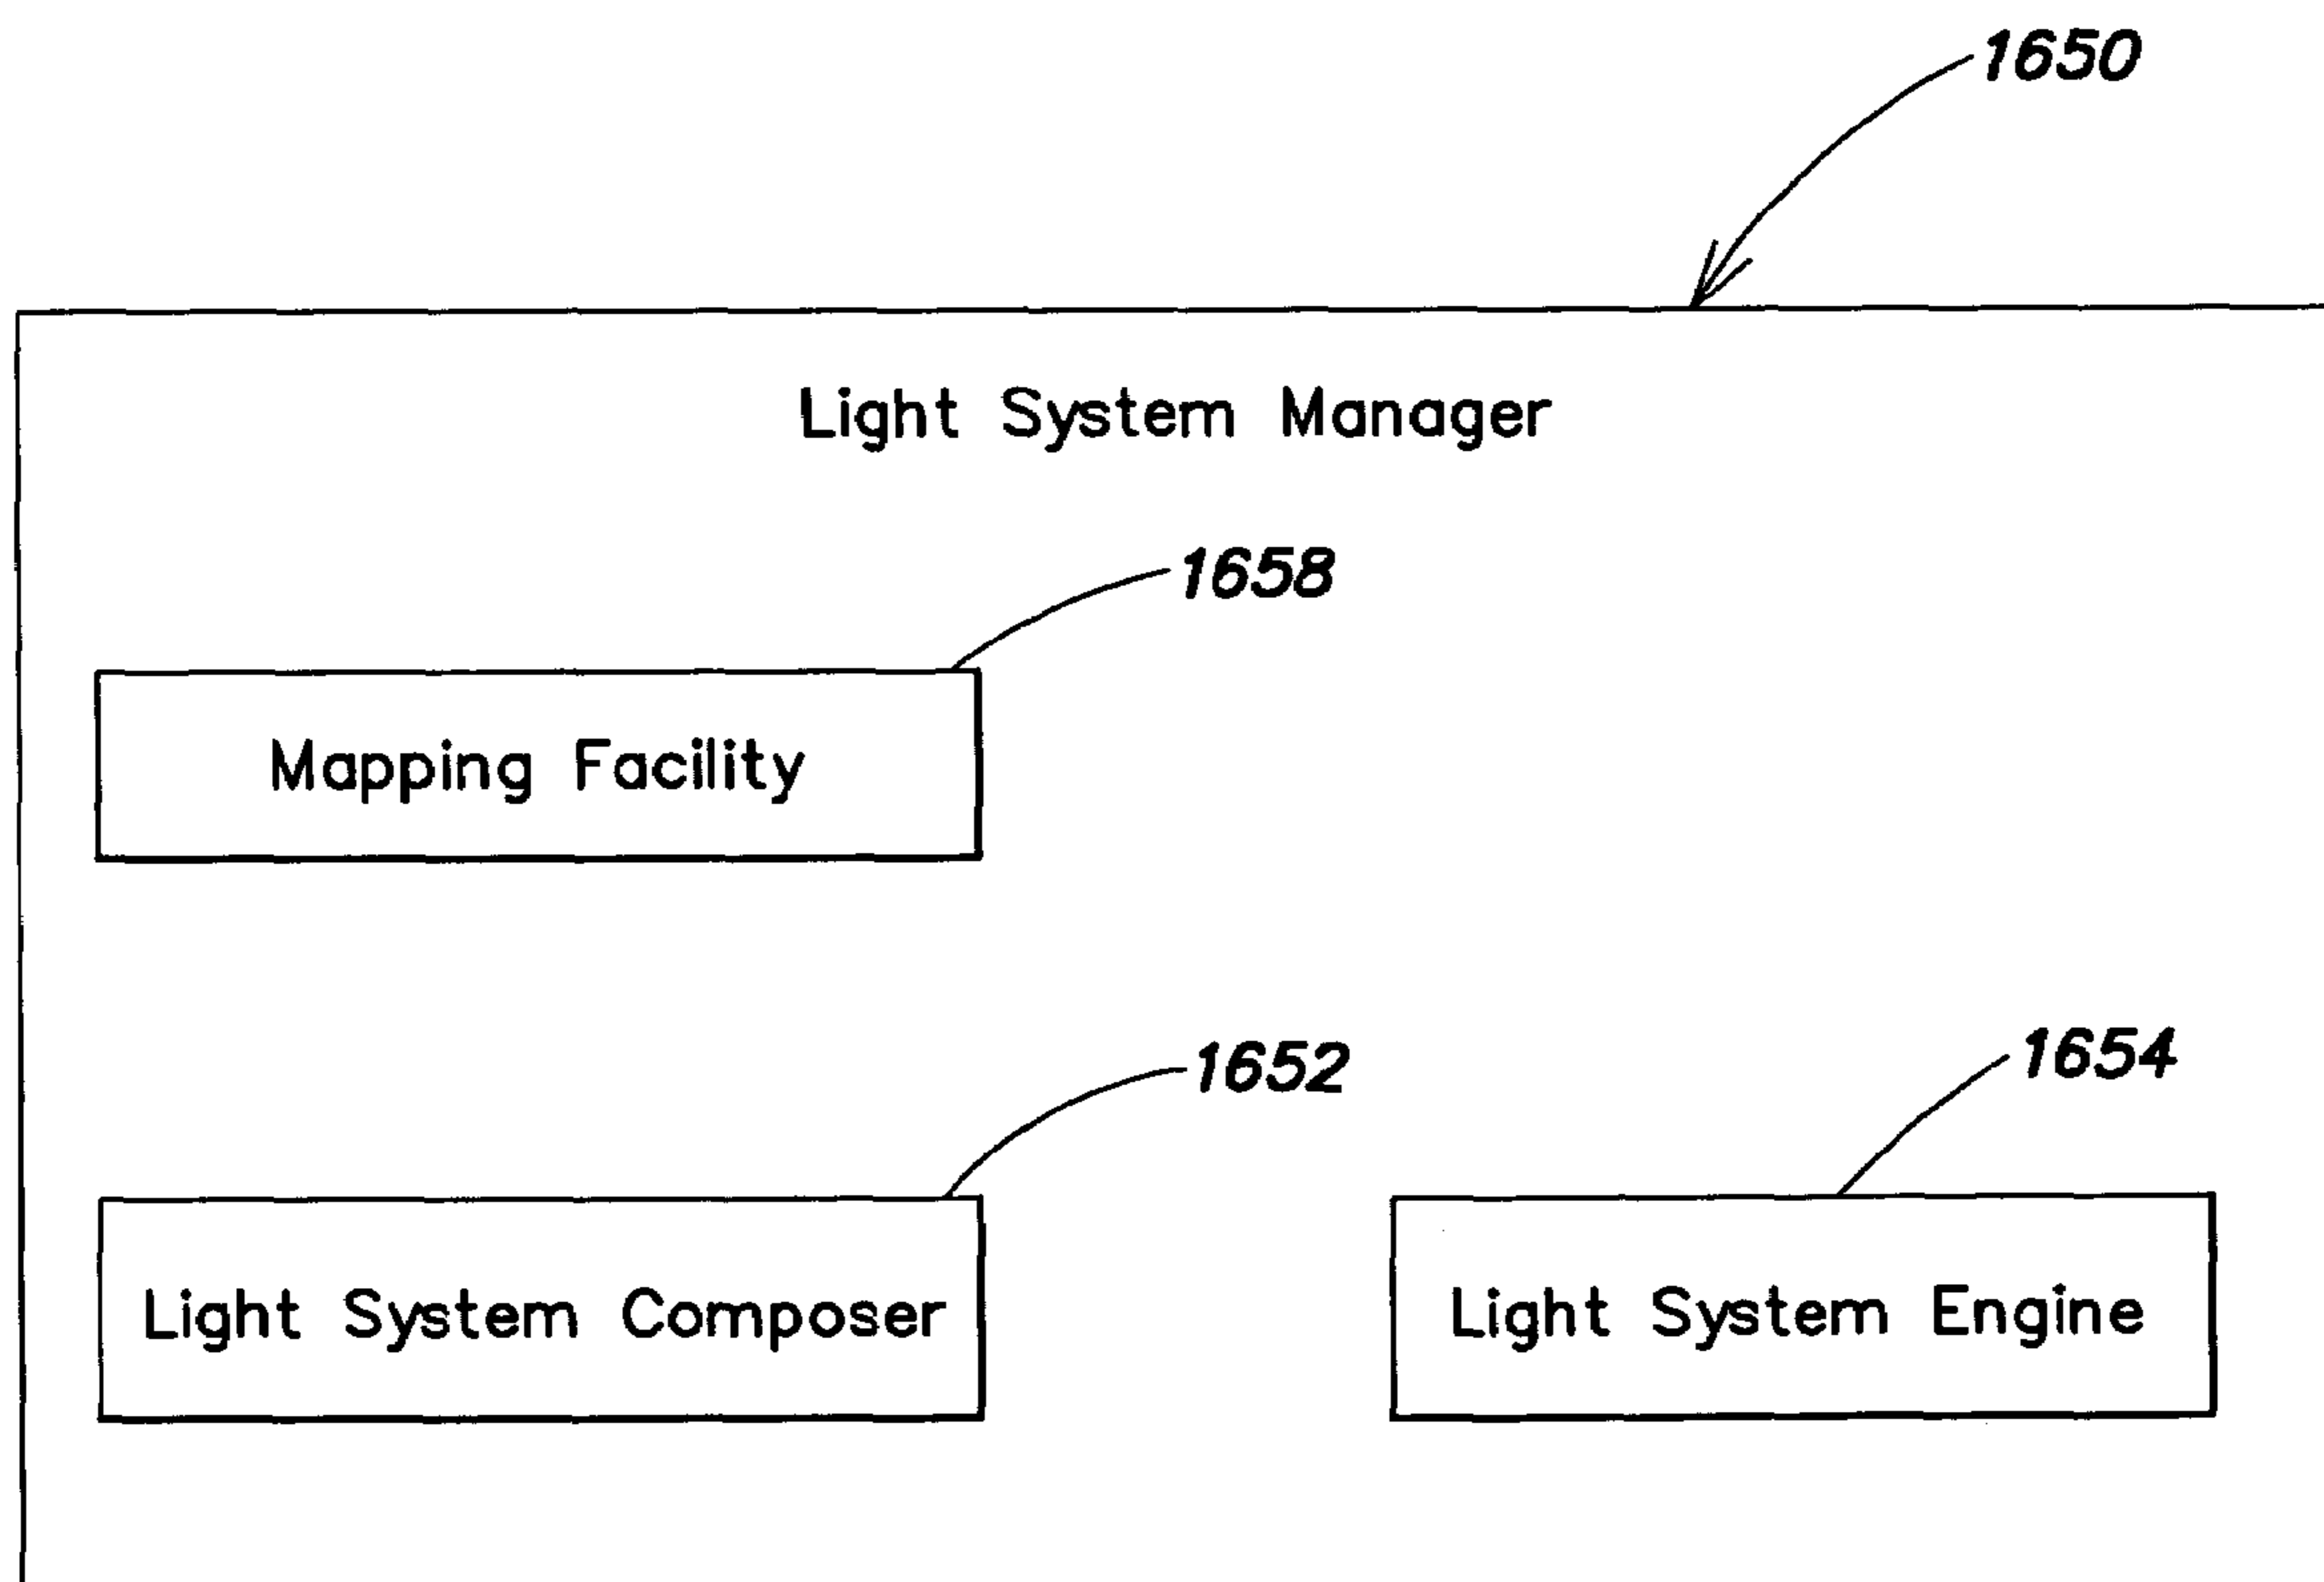 1650
Light System Manager
1658
Mapping Facility
1652
1654
Light System Composer
Light System Engine